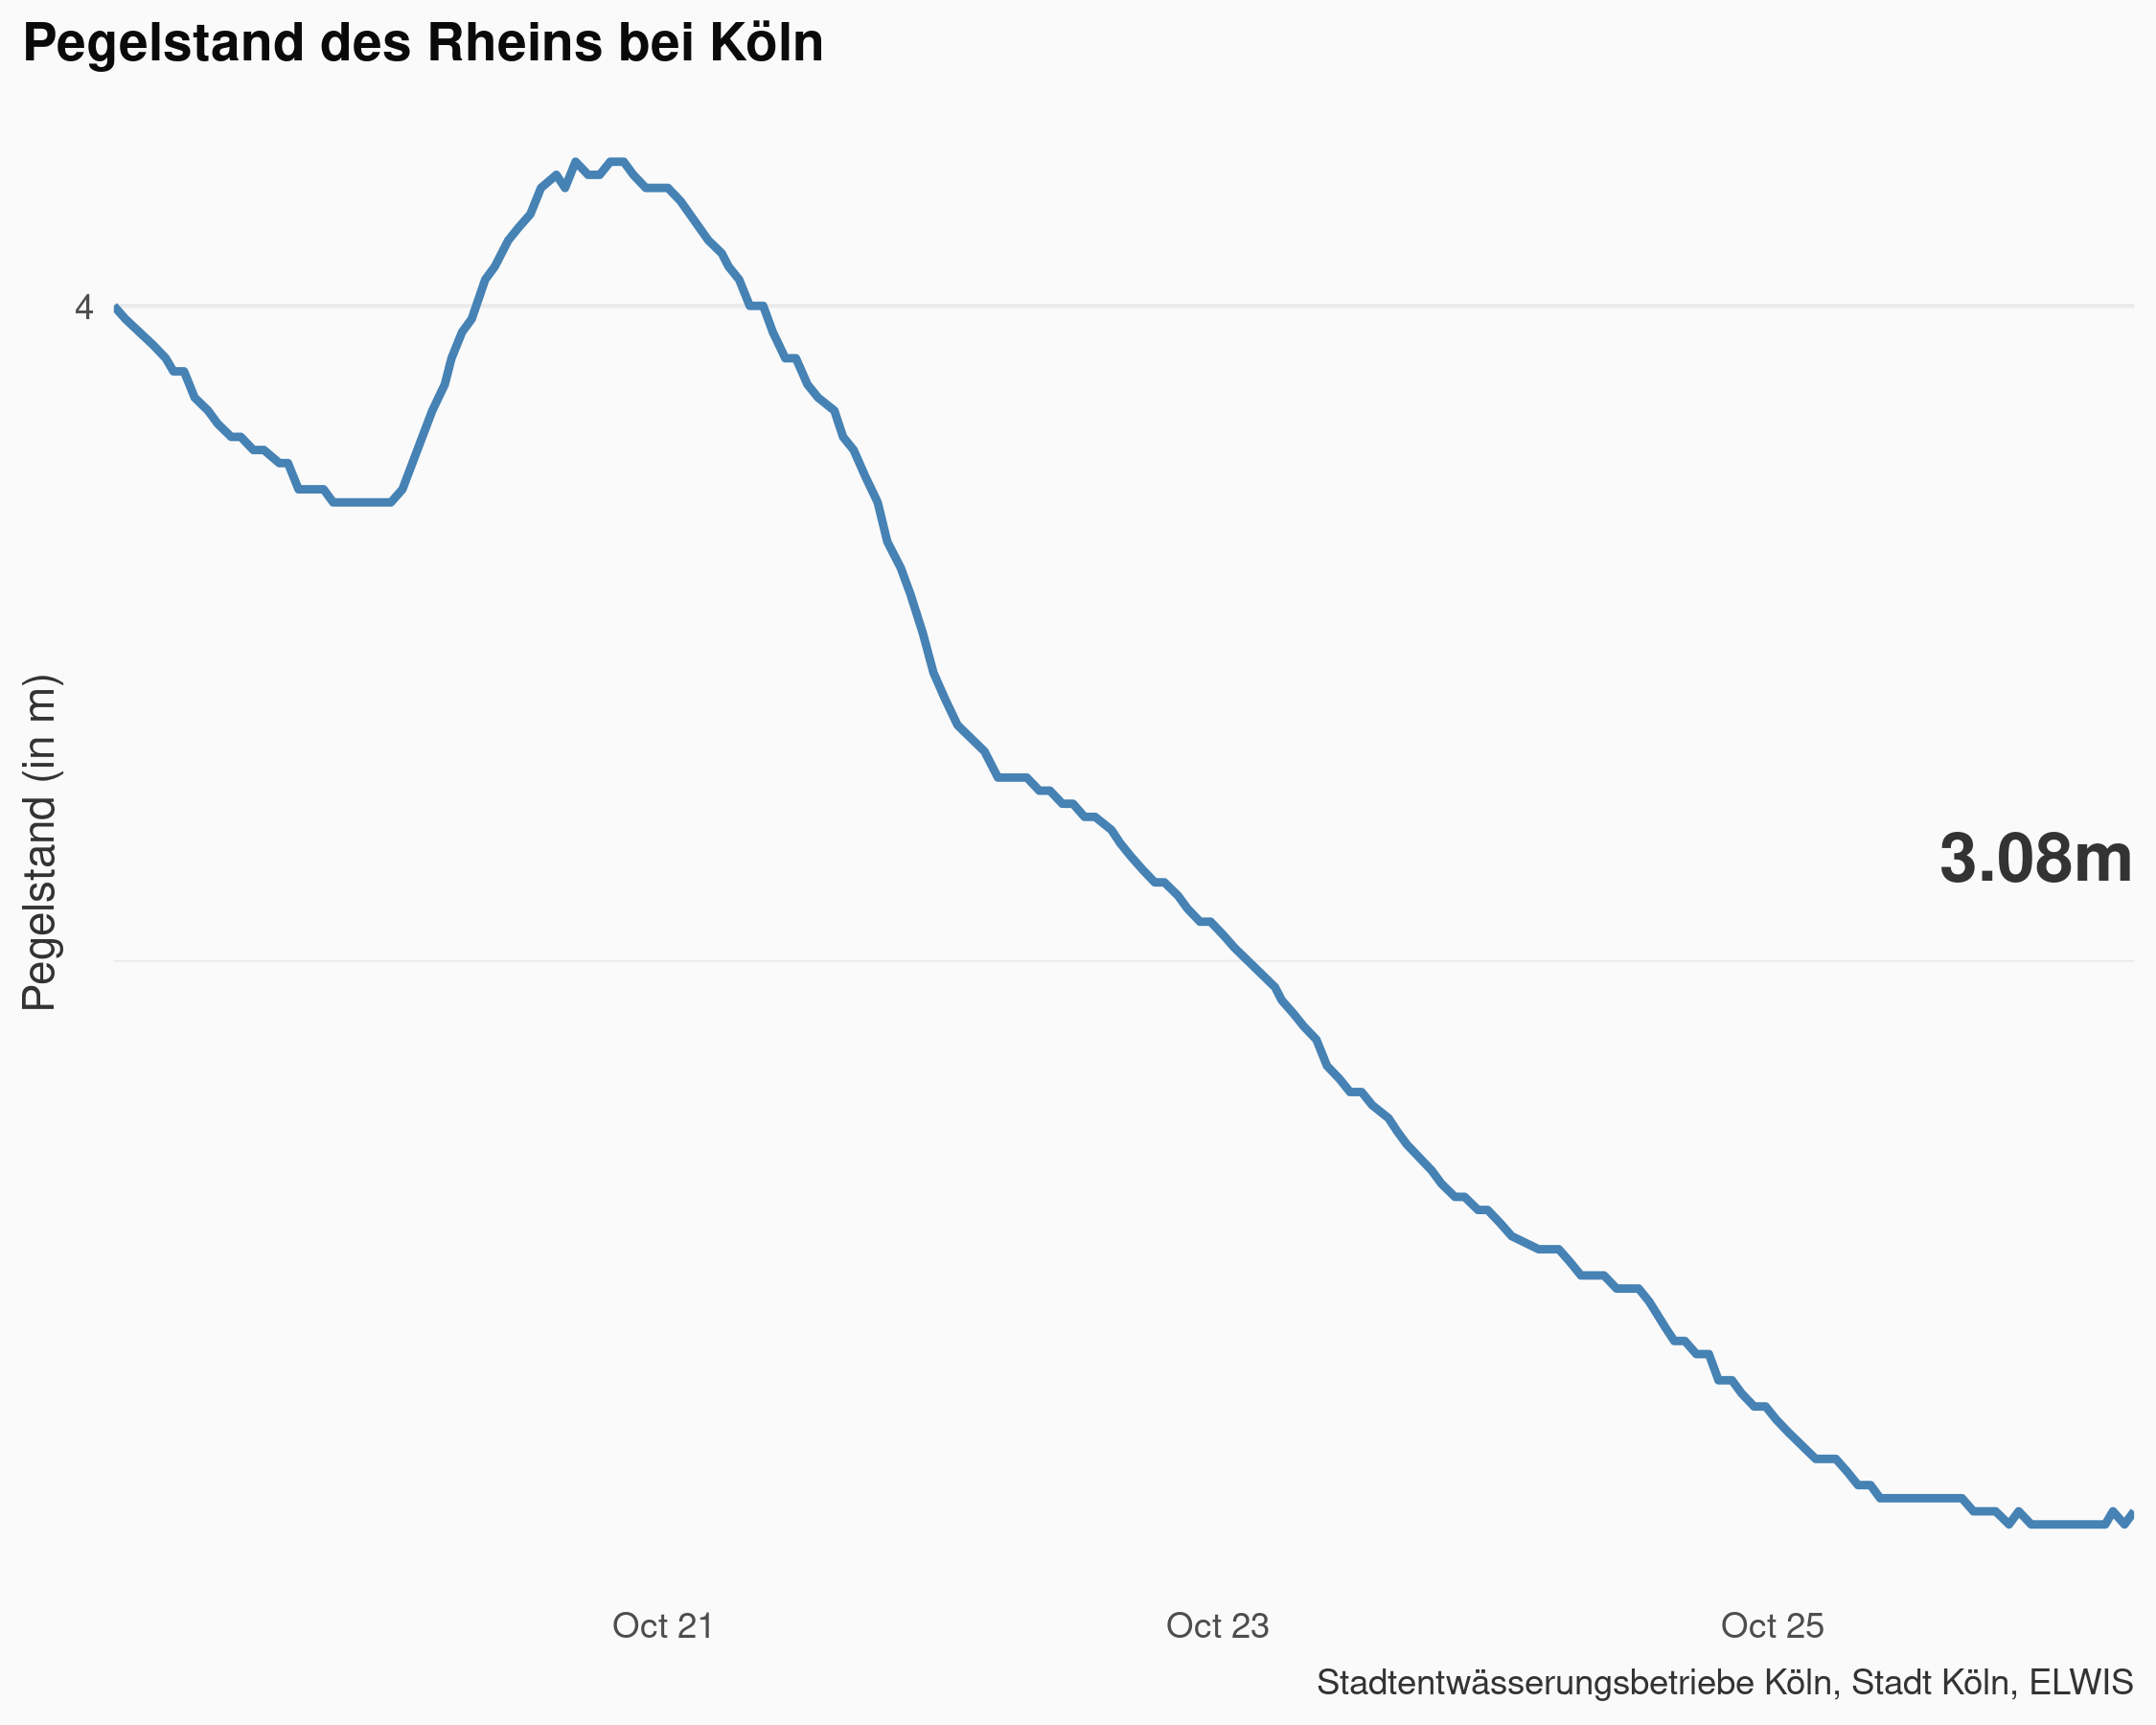 Pegelstand des Rheins bei Köln
4
Pegelstand (in m)
3.08m
Oct 21
Oct 23
Oct 25
Stadtentwässerungsbetriebe Köln, Stadt Köln, ELWIS